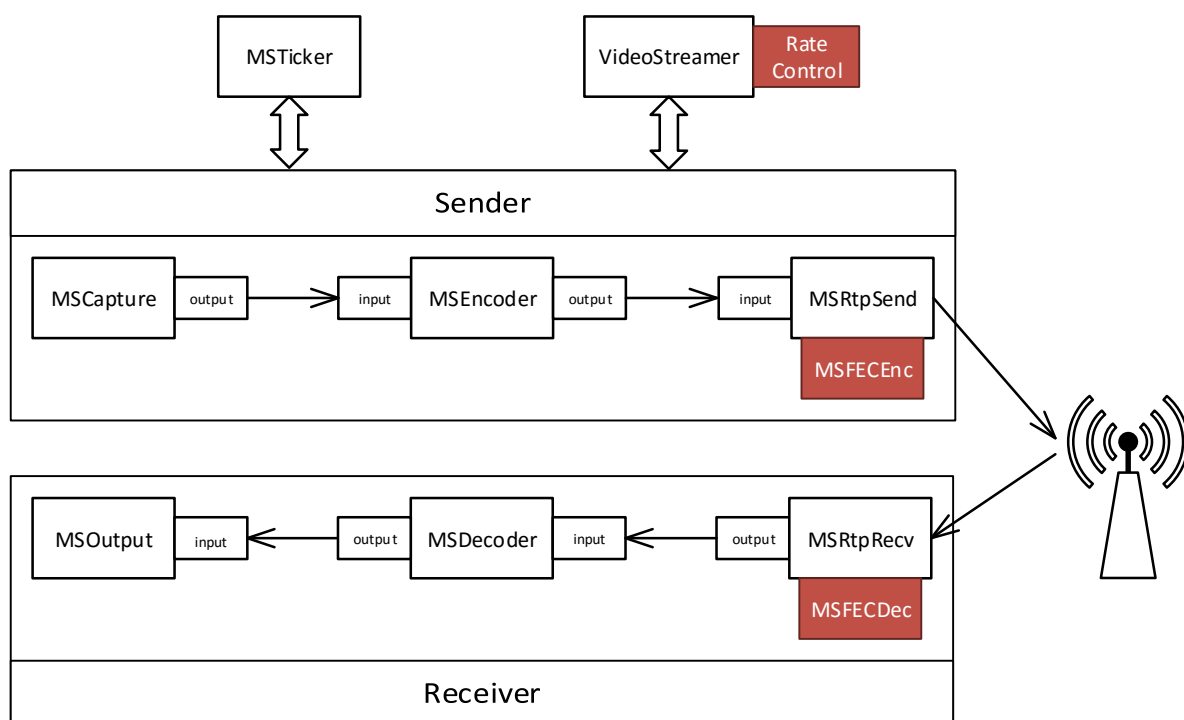 MSTicker
VideoStreamer
Rate
Control
Sender
MSCapture
output
input
MSEncoder
output
input
MSRtpSend
MSFECEnc
MSOutput
input
output
MSDecoder
input
output
MSRtpRecv
MSFECDec
Receiver